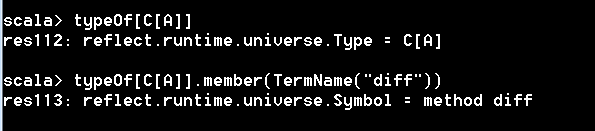 scala> typeOf[C[A]]
res112: reflect.runtime.universe.Type = C[A]
scala> typeOf[C[A]].member(TermName("diff"))
res113: reflect.runtime.universe.Symbol = method diff